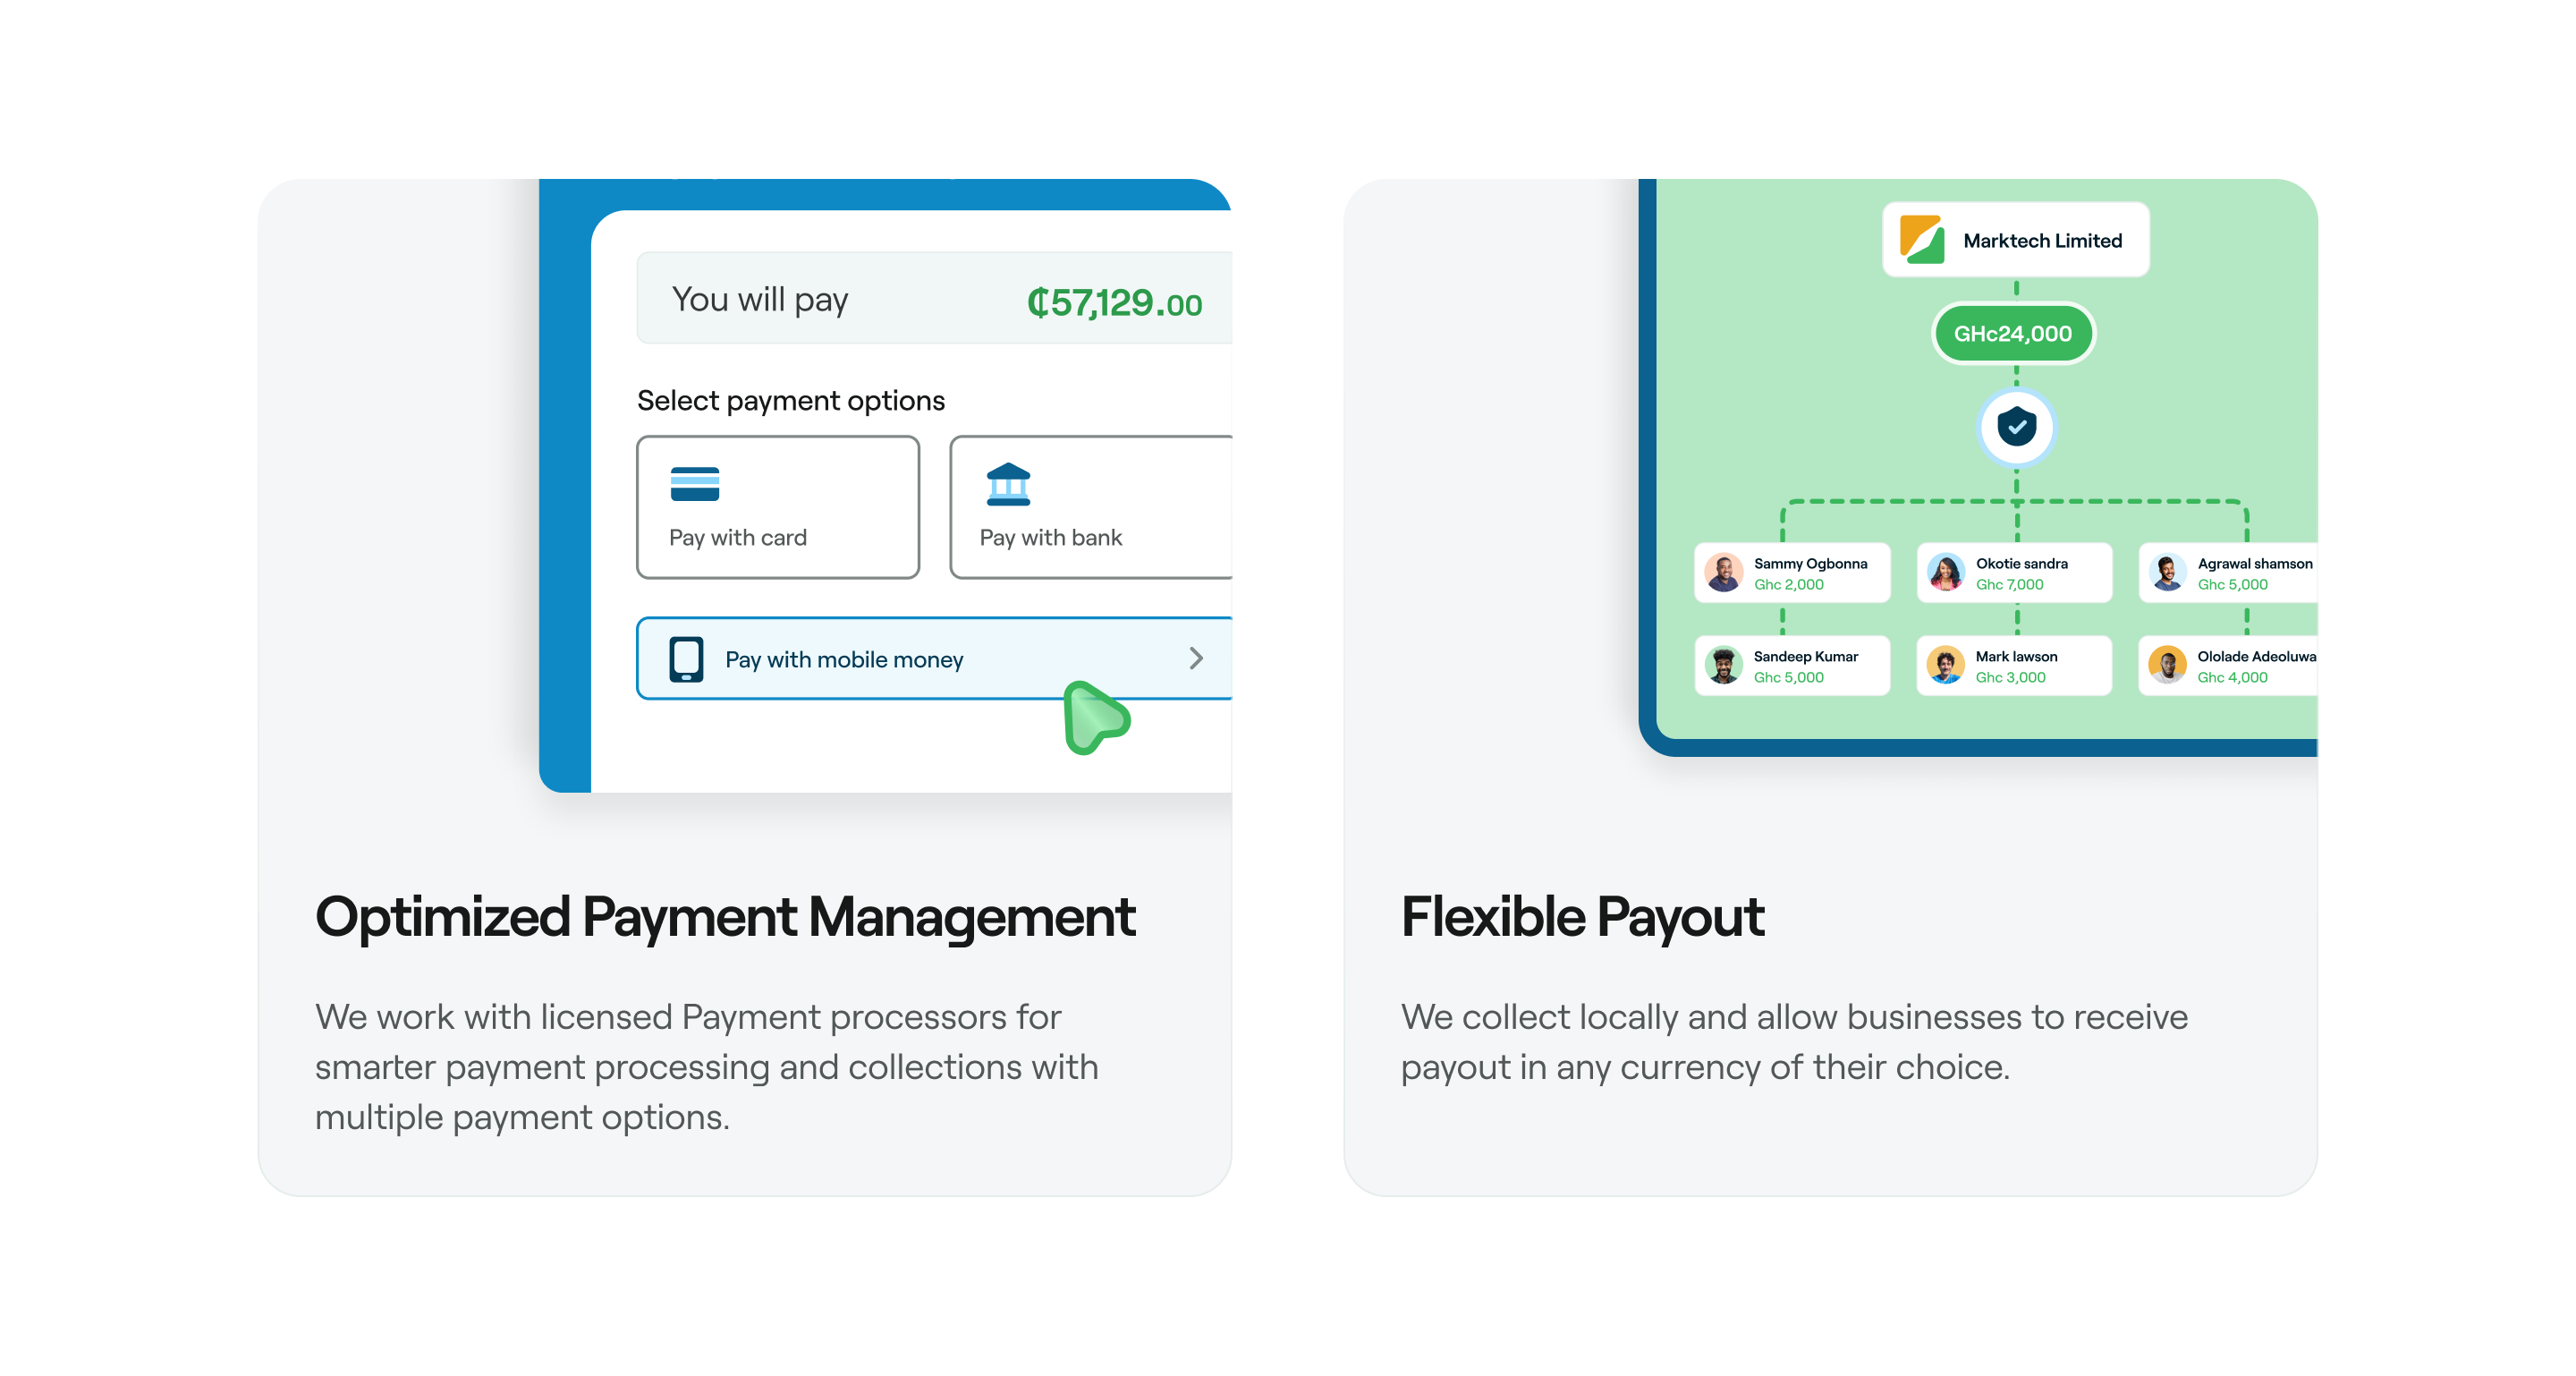 You will pay
₵57,129.00
Select payment options
Pay with card
Pay with bank
Pay with mobile money
Optimized Payment Management
We work with licensed Payment processors for
smarter payment processing and collections with
multiple payment options.
Marktech Limited
GHc24,000
Sammy Ogbonna
Ghc 2,000
Okotie sandra
Ghc 7,000
Agrawal shamson
Ghc 5,000
Sandeep Kumar
Ghc 5,000
Mark lawson
Ghc 3,000
Ololade Adeoluwa
Ghc 4,000
Flexible Payout
We collect locally and allow businesses to receive
payout in any currency of their choice.